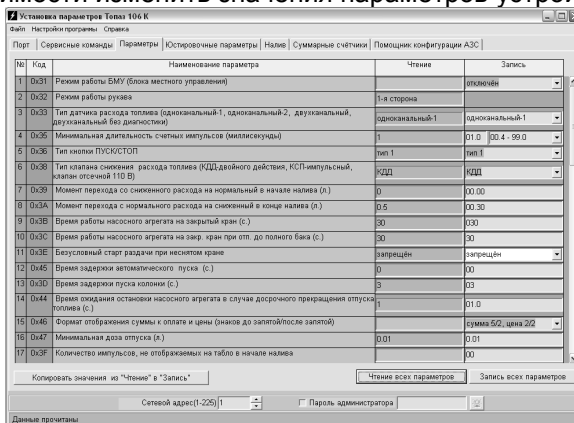 мости изменить значения параметров устрой
Установка параметров Топаз 106 К
Файл Настройки программы Справка
Порт Сервисные команды Параметры Юстировочные параметры Налив Суммарные счётчики Помощник конфигурации АЗС
№ Код Наименование параметра Чтение Запись
1 0x31 Режим работы БМУ (блока местного управления) отключён
2 0x32 Режим работы рукава 1-я сторона
3 0x33 Тип датчика расхода топлива (одноканальный-1, одноканальный-2, двухканальный, двухканальный без диагностики) одноканальный-1 одноканальный-1
4 0x35 Минимальная длительность счетных импульсов (миллисекунды) 1 01.0 00.4 - 99.0
5 0x36 Тип кнопки ПУСК/СТОП тип 1 тип 1
6 0x38 Тип клапана снижения расхода топлива (КДД-двойного действия, КСП-импульсный, клапан отсечной 110 В) КДД КДД
7 0x39 Момент перехода со сниженного расхода на нормальный в начале налива (л.) 0 00.00
8 0x3A Момент перехода с нормального расхода на сниженный в конце налива (л.) 0.5 00.30
9 0x3B Время работы насосного агрегата на закрытый кран (с.) 30 030
10 0x3C Время работы насосного агрегата на закр. кран при отп. до полного бака (с.) 30 30
11 0x3E Безусловный старт раздачи при неснятом кране запрещён запрещён
12 0x45 Время задержки автоматического пуска (с.) 0 00
13 0x3D Время задержки пуска колонки (с.) 3 03
14 0x44 Время ожидания остановки насосного агрегата в случае досрочного прекращения отпуска топлива (с.) 1 01.0
15 0x46 Формат отображения суммы к оплате и цены (знаков до запятой/после запятой) сумма 5/2, цена 2/2
16 0x47 Минимальная доза отпуска (л.) 0.01 0.01
17 0x3F Количество импульсов, не отображаемых на табло в начале налива 00
Копировать значения из "Чтение" в "Запись" Чтение всех параметров Запись всех параметров
Сетевой адрес(1-225) 1 Пароль администратора
Данные прочитаны